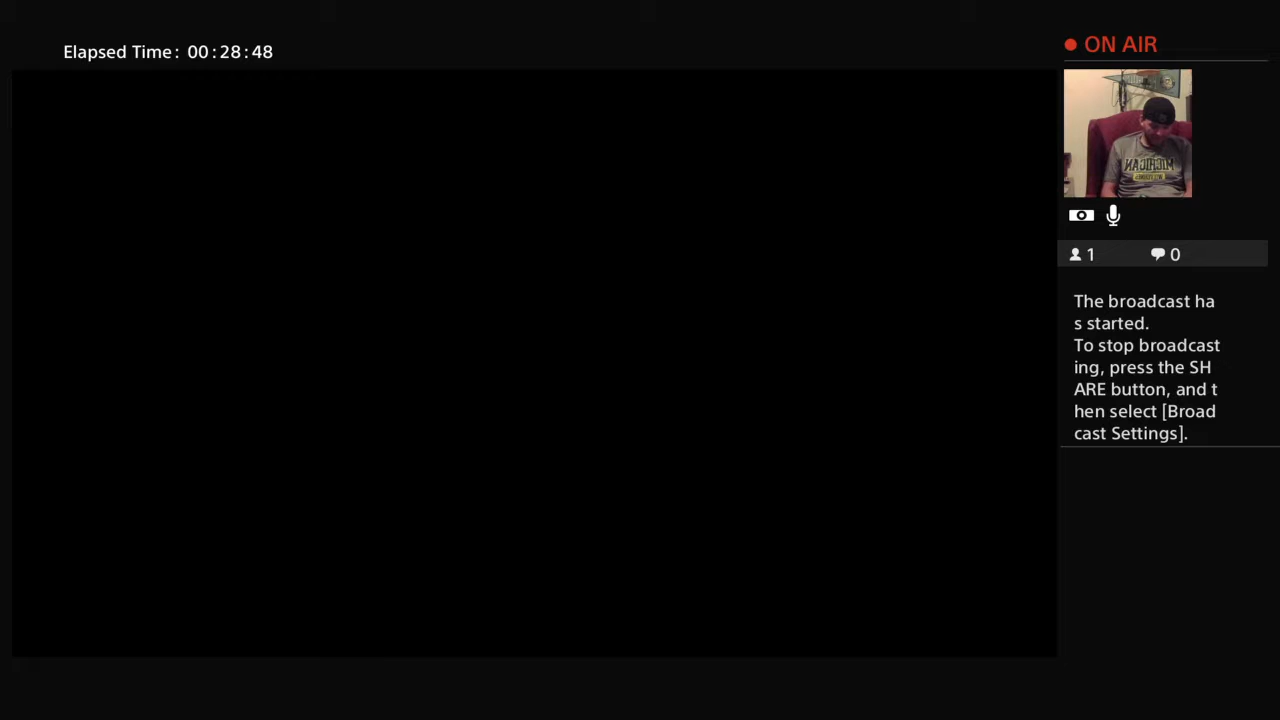 Elapsed Time: 00:28:48
ON AIR
MICHICAN
1
0
The broadcast ha
s started.
To stop broadcast
ing, press the SH
ARE button, and t
hen select [Broad
cast Settings].